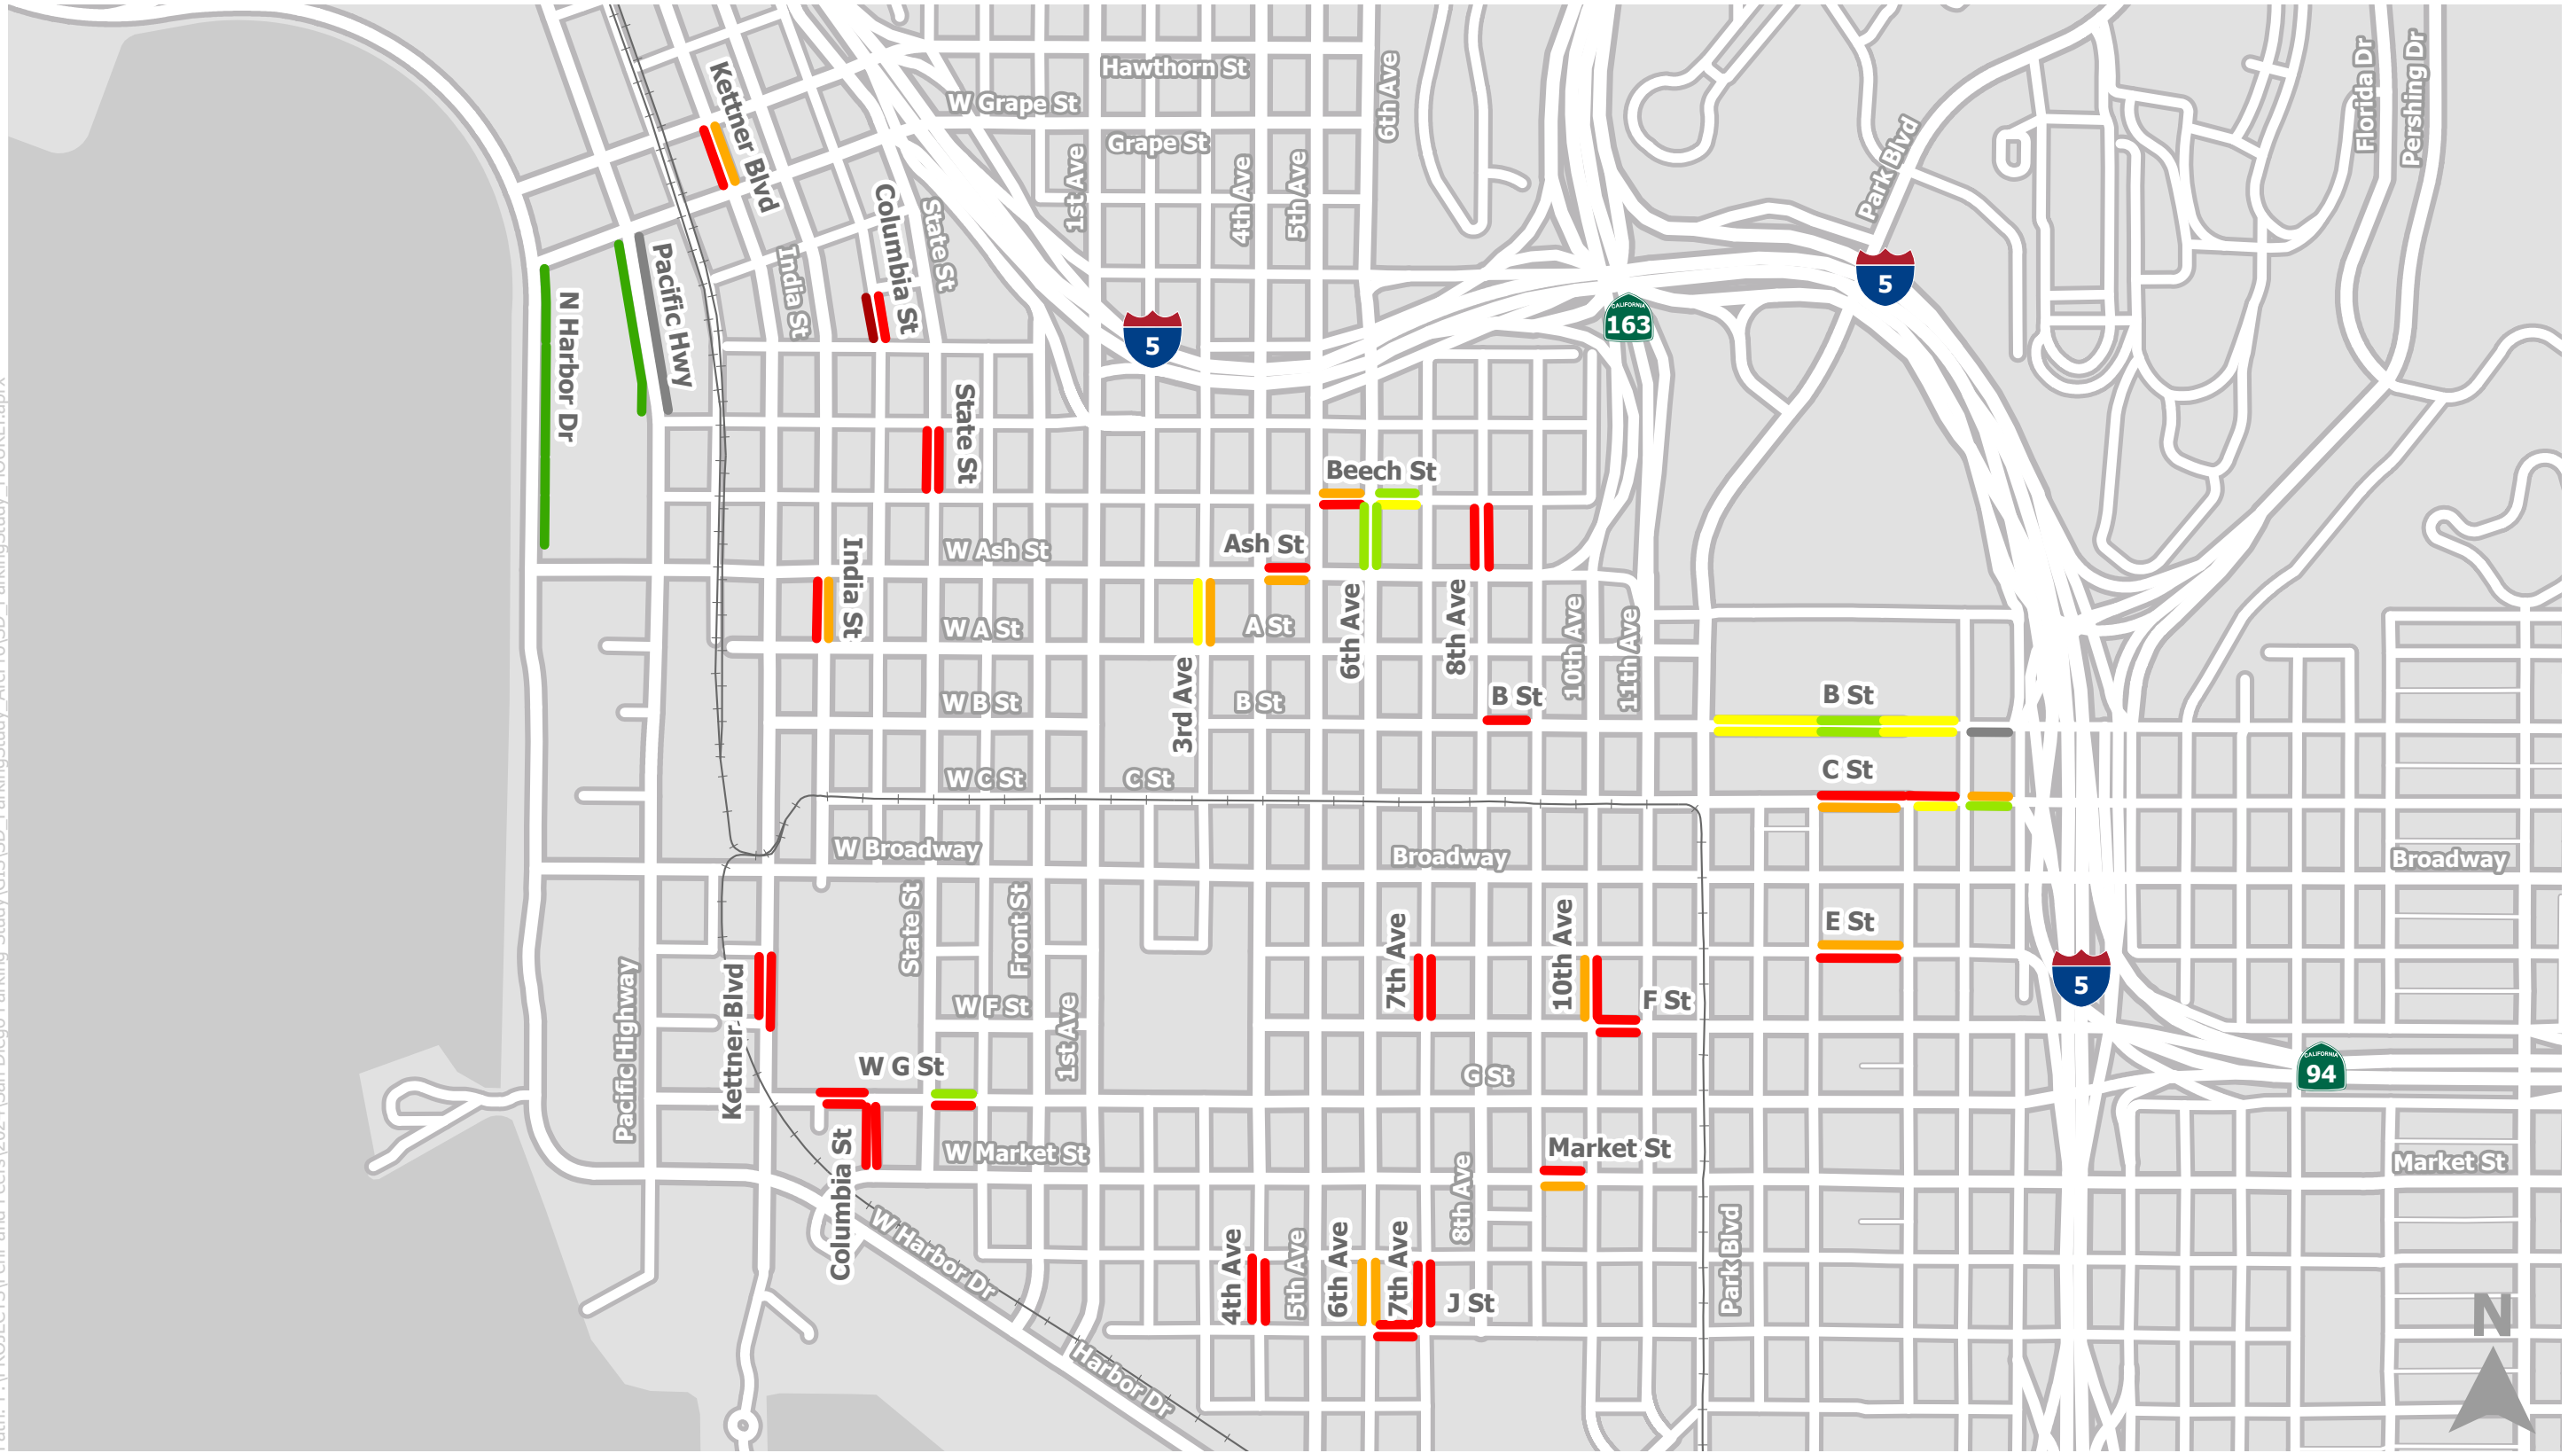 Hawthorn St
W Grape St
Grape St
Kettner Blvd
6th Ave
Florida Dr
Pershing Dr
Park Blvd
1st Ave
4th Ave
5th Ave
Columbia St
State St
India St
Pacific Hwy
N Harbor Dr
5
CALIFORNIA
163
5
State St
Beech St
W Ash St
Ash St
India St
W A St
A St
6th Ave
8th Ave
10th Ave
11th Ave
3rd Ave
W B St
B St
B St
B St
W C St
C St
C St
W Broadway
Broadway
Broadway
State St
Front St
7th Ave
10th Ave
E St
5
Pacific Highway
Kettner Blvd
W F St
F St
1st Ave
W G St
G St
CALIFORNIA
94
Columbia St
W Market St
Market St
Market St
8th Ave
W Harbor Dr
4th Ave
5th Ave
6th Ave
7th Ave
J St
Park Blvd
Harbor Dr
N